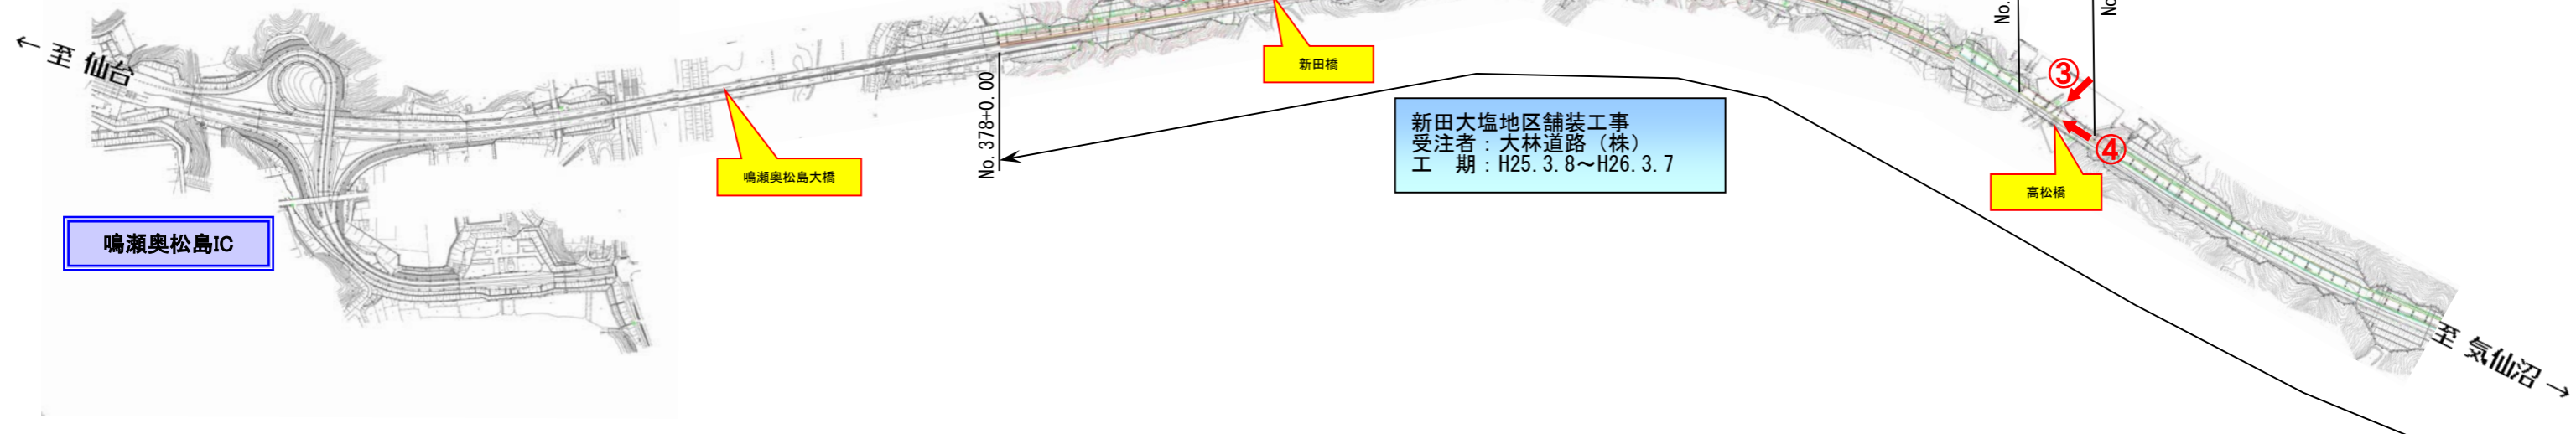 ← 至 仙台
鳴瀬奥松島IC
鳴瀬奥松島大橋
No. 378+0. 00
新田橋
新田大塩地区舗装工事
受注者：大林道路（株）
工　期：H25. 3. 8～H26. 3. 7
No.
No
③
④
高松橋
至 気仙沼 →